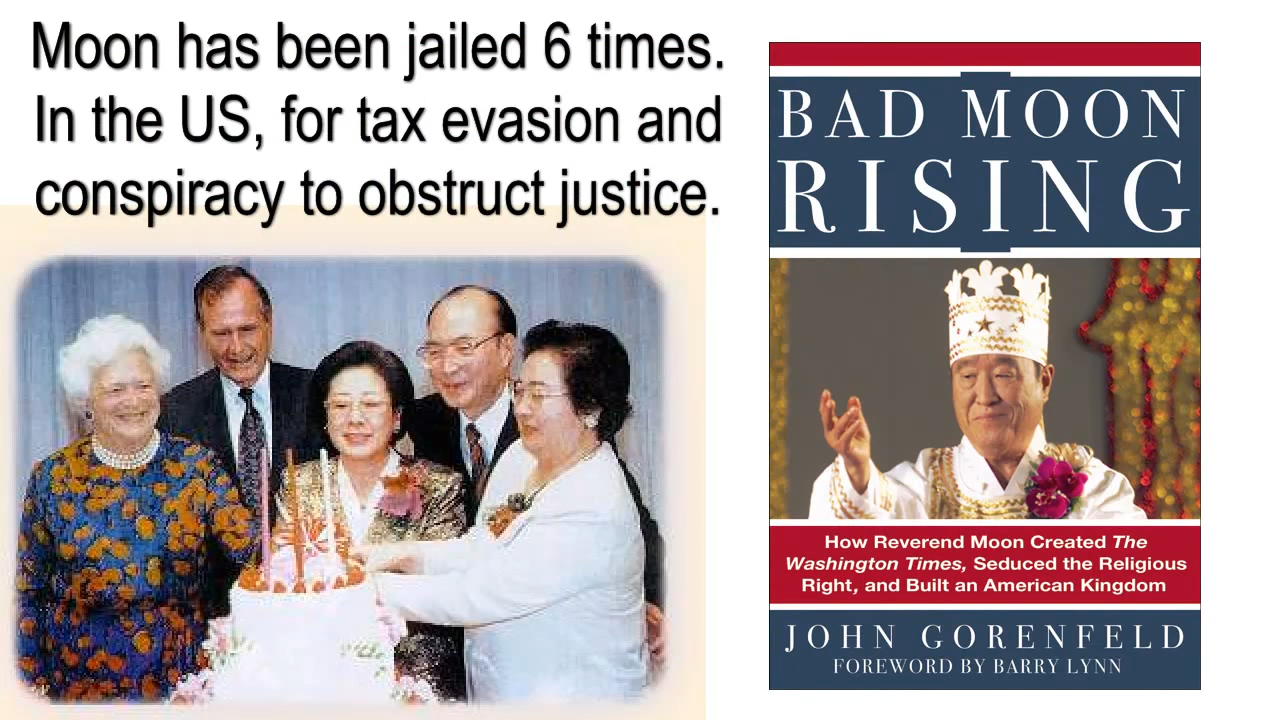 Moon has been jailed 6 times.
In the US, for tax evasion and
conspiracy to obstruct justice.
BAD MOON
RISING
How Reverend Moon Created The
Washington Times, Seduced the Religious
Right, and Built an American Kingdom
JOHN GORENFELD
FOREWORD BY BARRY LYNN